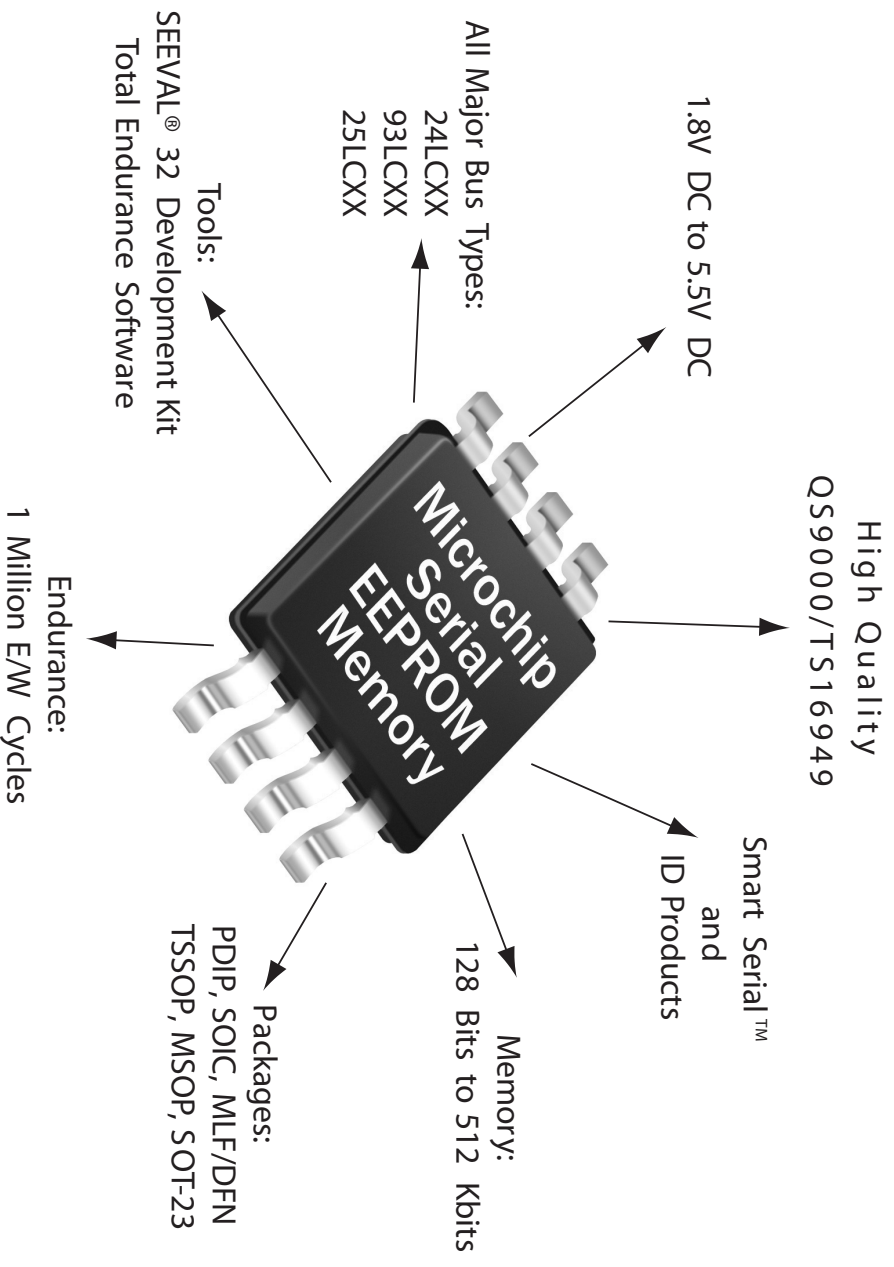 High Quality
QS9000/TS16949
1.8V DC to 5.5V DC
Smart Serial™
and
ID Products
All Major Bus Types:
24LCXX
93LCXX
25LCXX
Microchip
Serial
EEPROM
Memory
Memory:
128 Bits to 512 Kbits
Tools:
SEEVAL® 32 Development Kit
Total Endurance Software
Packages:
PDIP, SOIC, MLF/DFN
TSSOP, MSOP, SOT-23
Endurance:
1 Million E/W Cycles